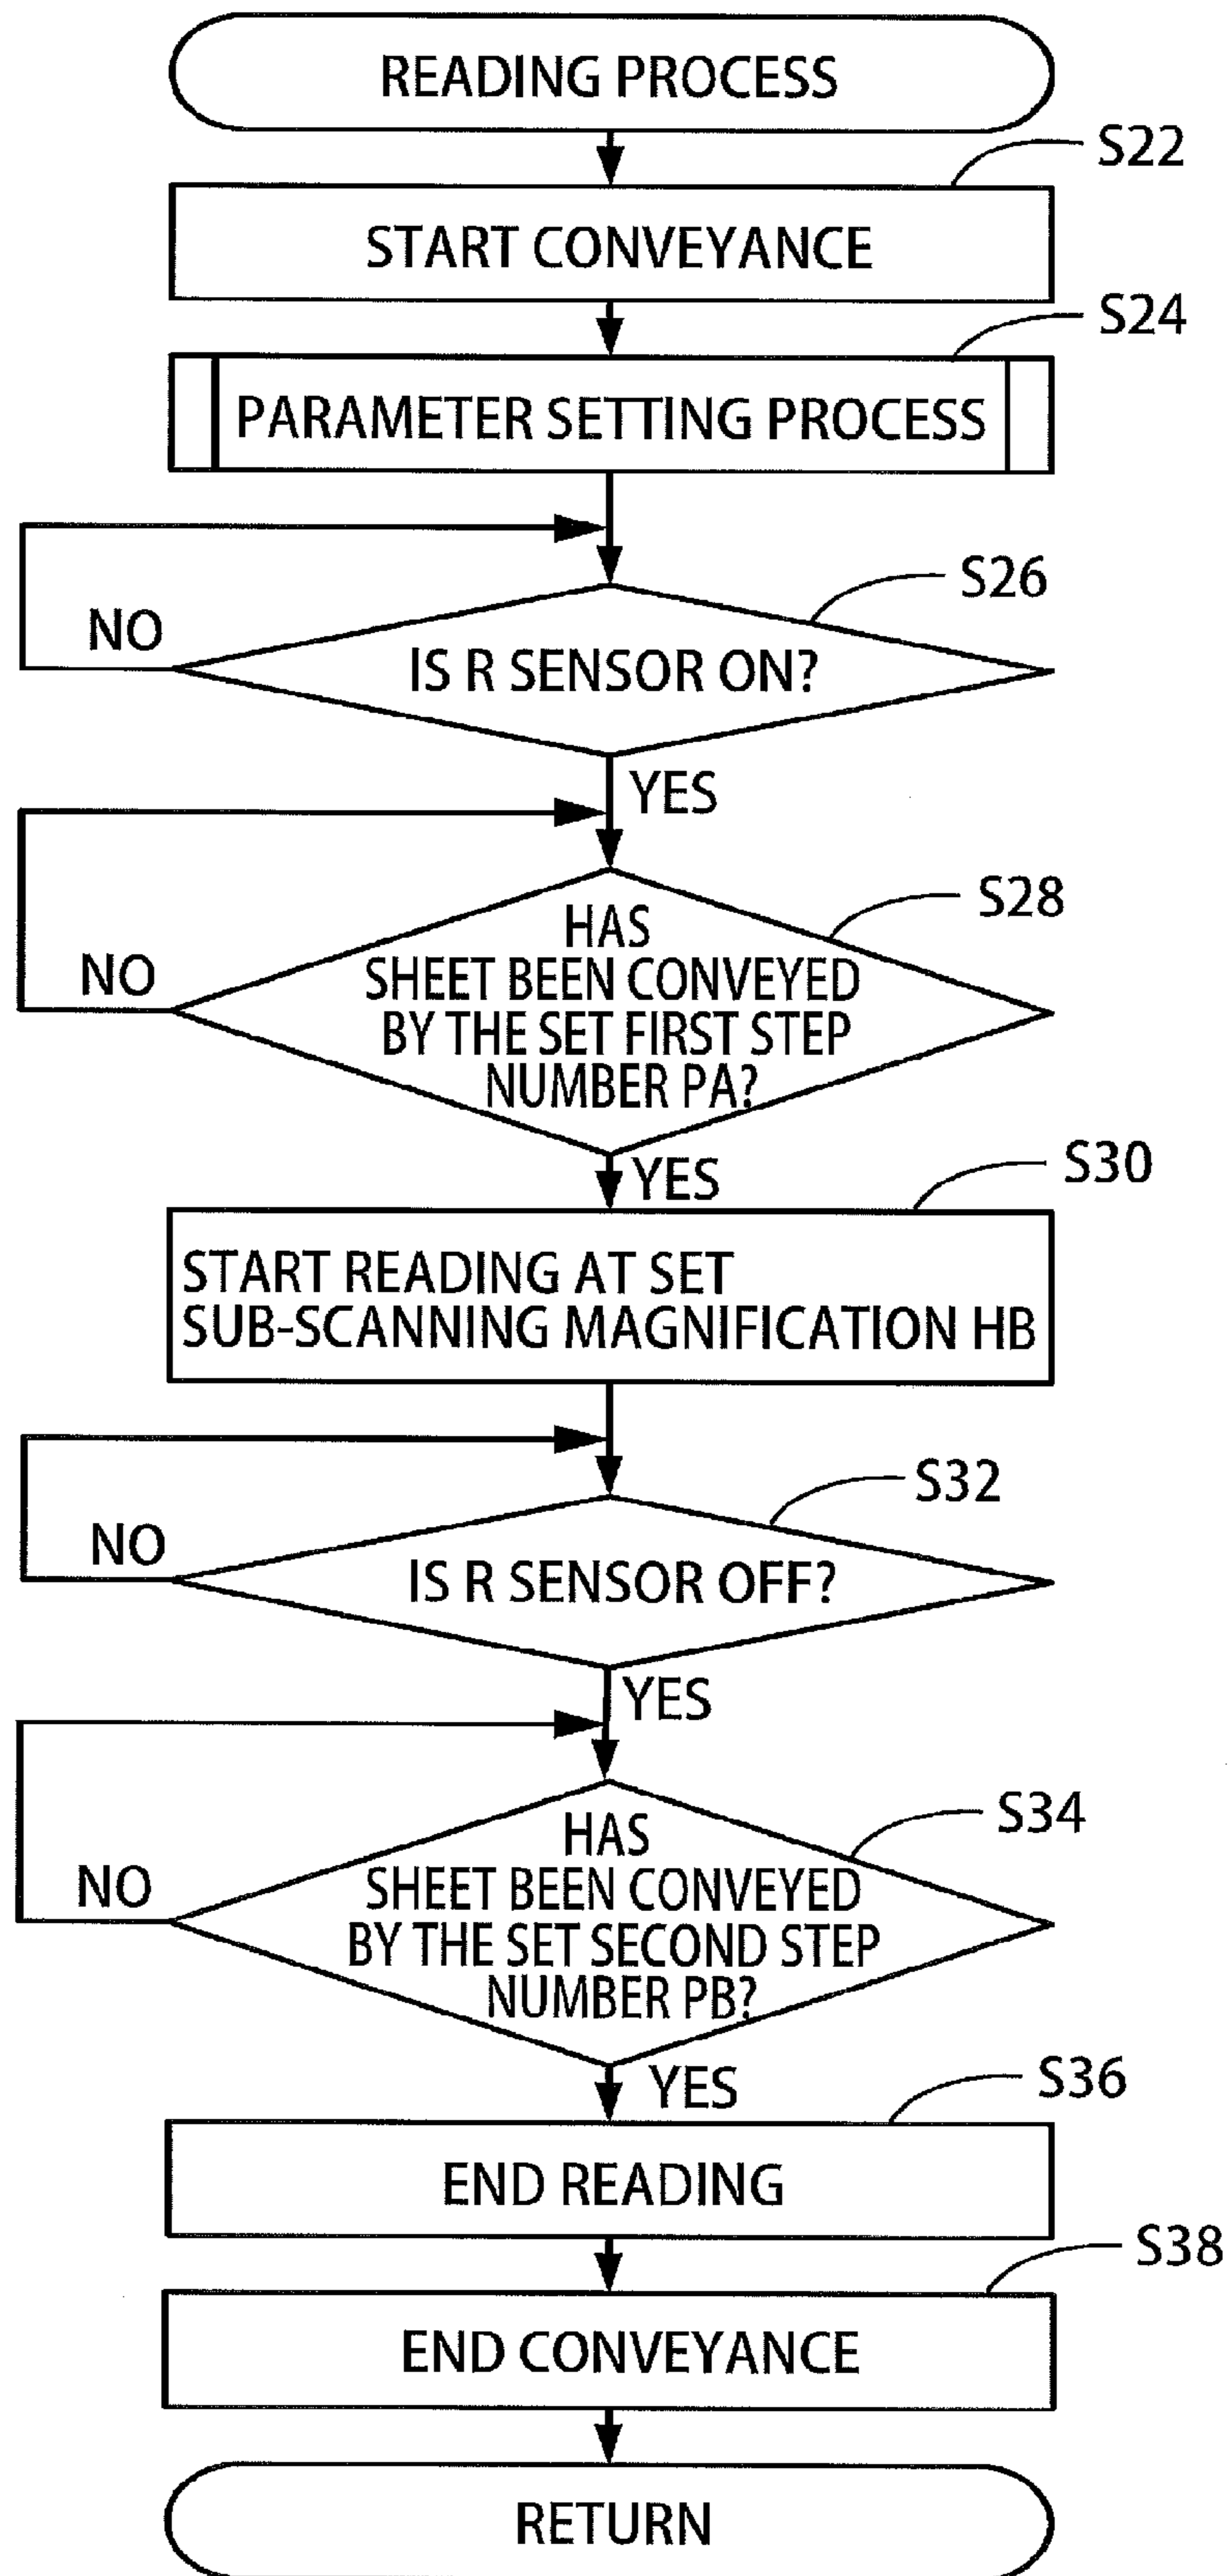 READING PROCESS
S22
START CONVEYANCE
S24
PARAMETER SETTING PROCESS
S26
NO
IS R SENSOR ON?
YES
S28
HAS
NO
SHEET BEEN CONVEYED
BY THE SET FIRST STEP
NUMBER PA?
YES
S30
START READING AT SET
SUB-SCANNING MAGNIFICATION HB
S32
NO
IS R SENSOR OFF?
YES
S34
HAS
NO
SHEET BEEN CONVEYED
BY THE SET SECOND STEP
NUMBER PB?
YES
S36
END READING
S38
END CONVEYANCE
RETURN